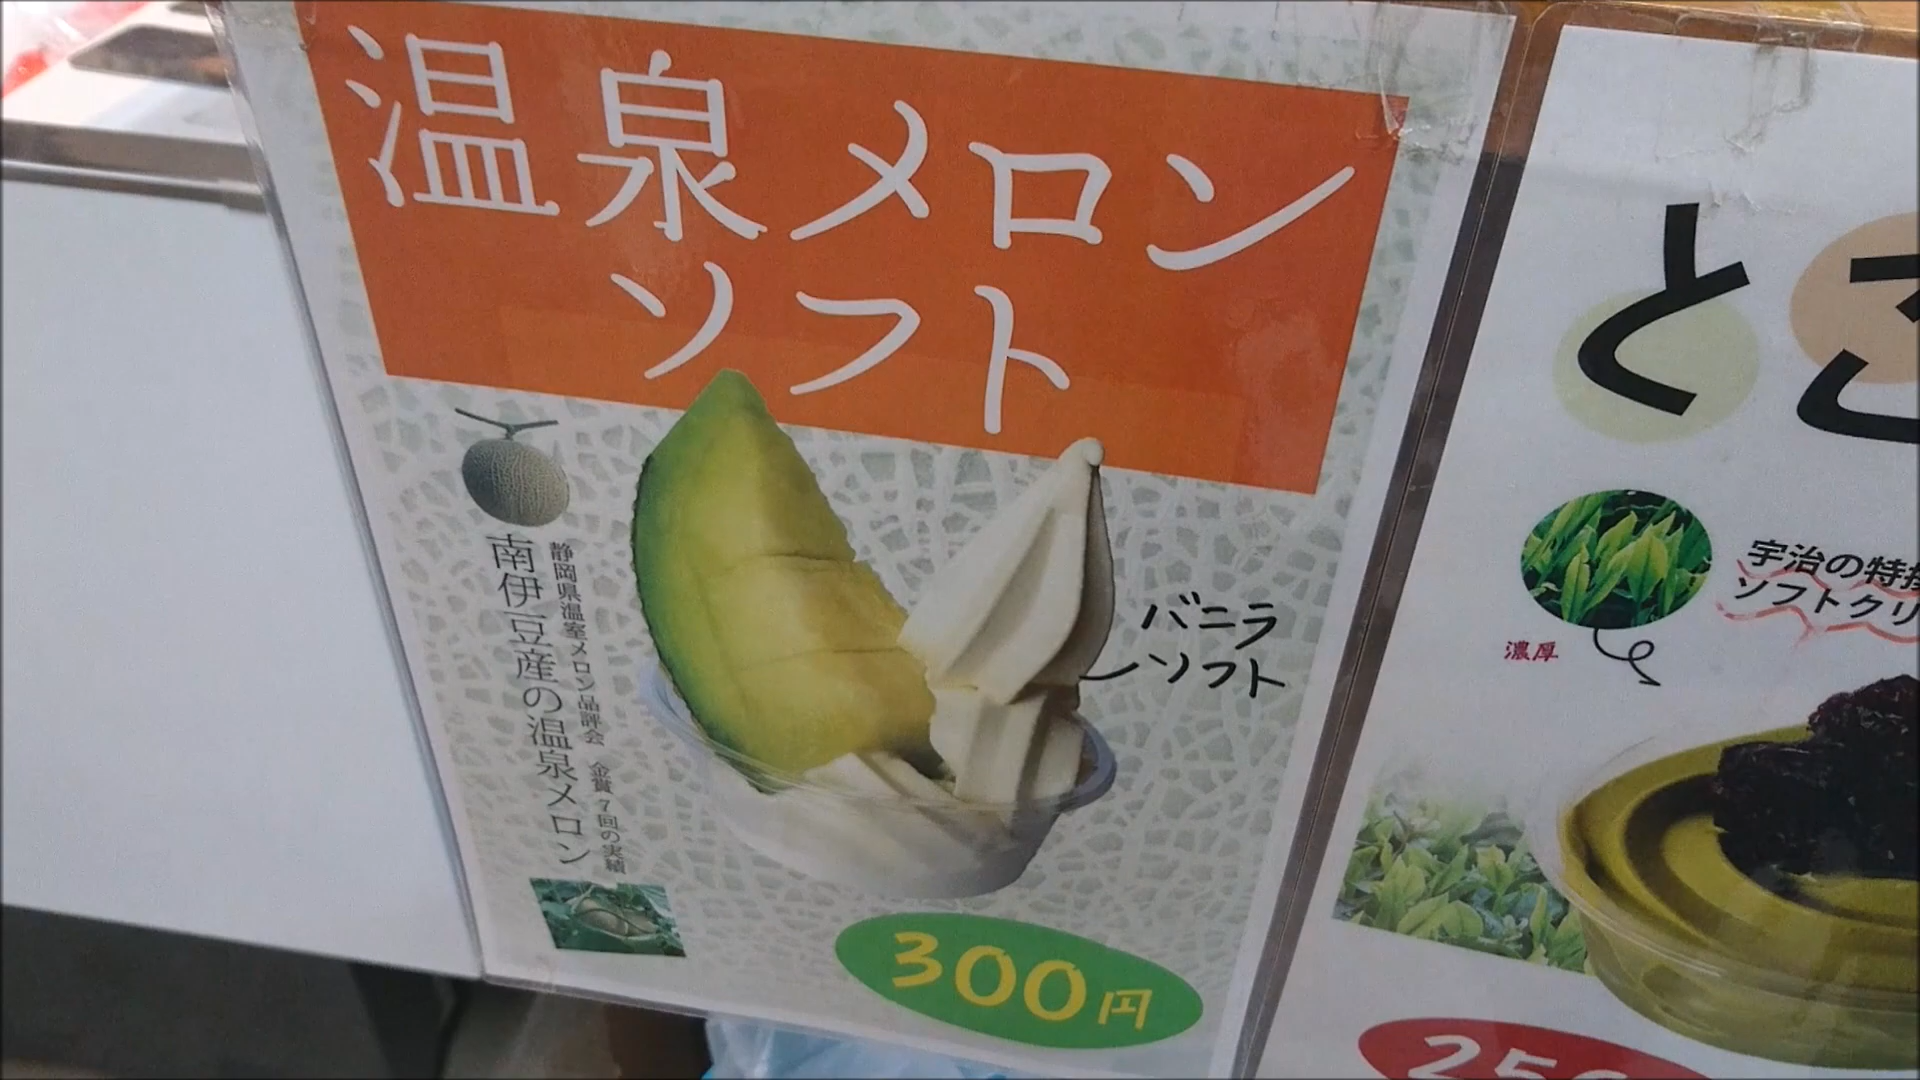 温泉メロン
ソフト
静岡県温室メロン品評会 金賞7回の実績
南伊豆産の温泉メロン
バニラ
ソフト
300円
とこ
宇治の特
ソフトクリ
濃厚
25